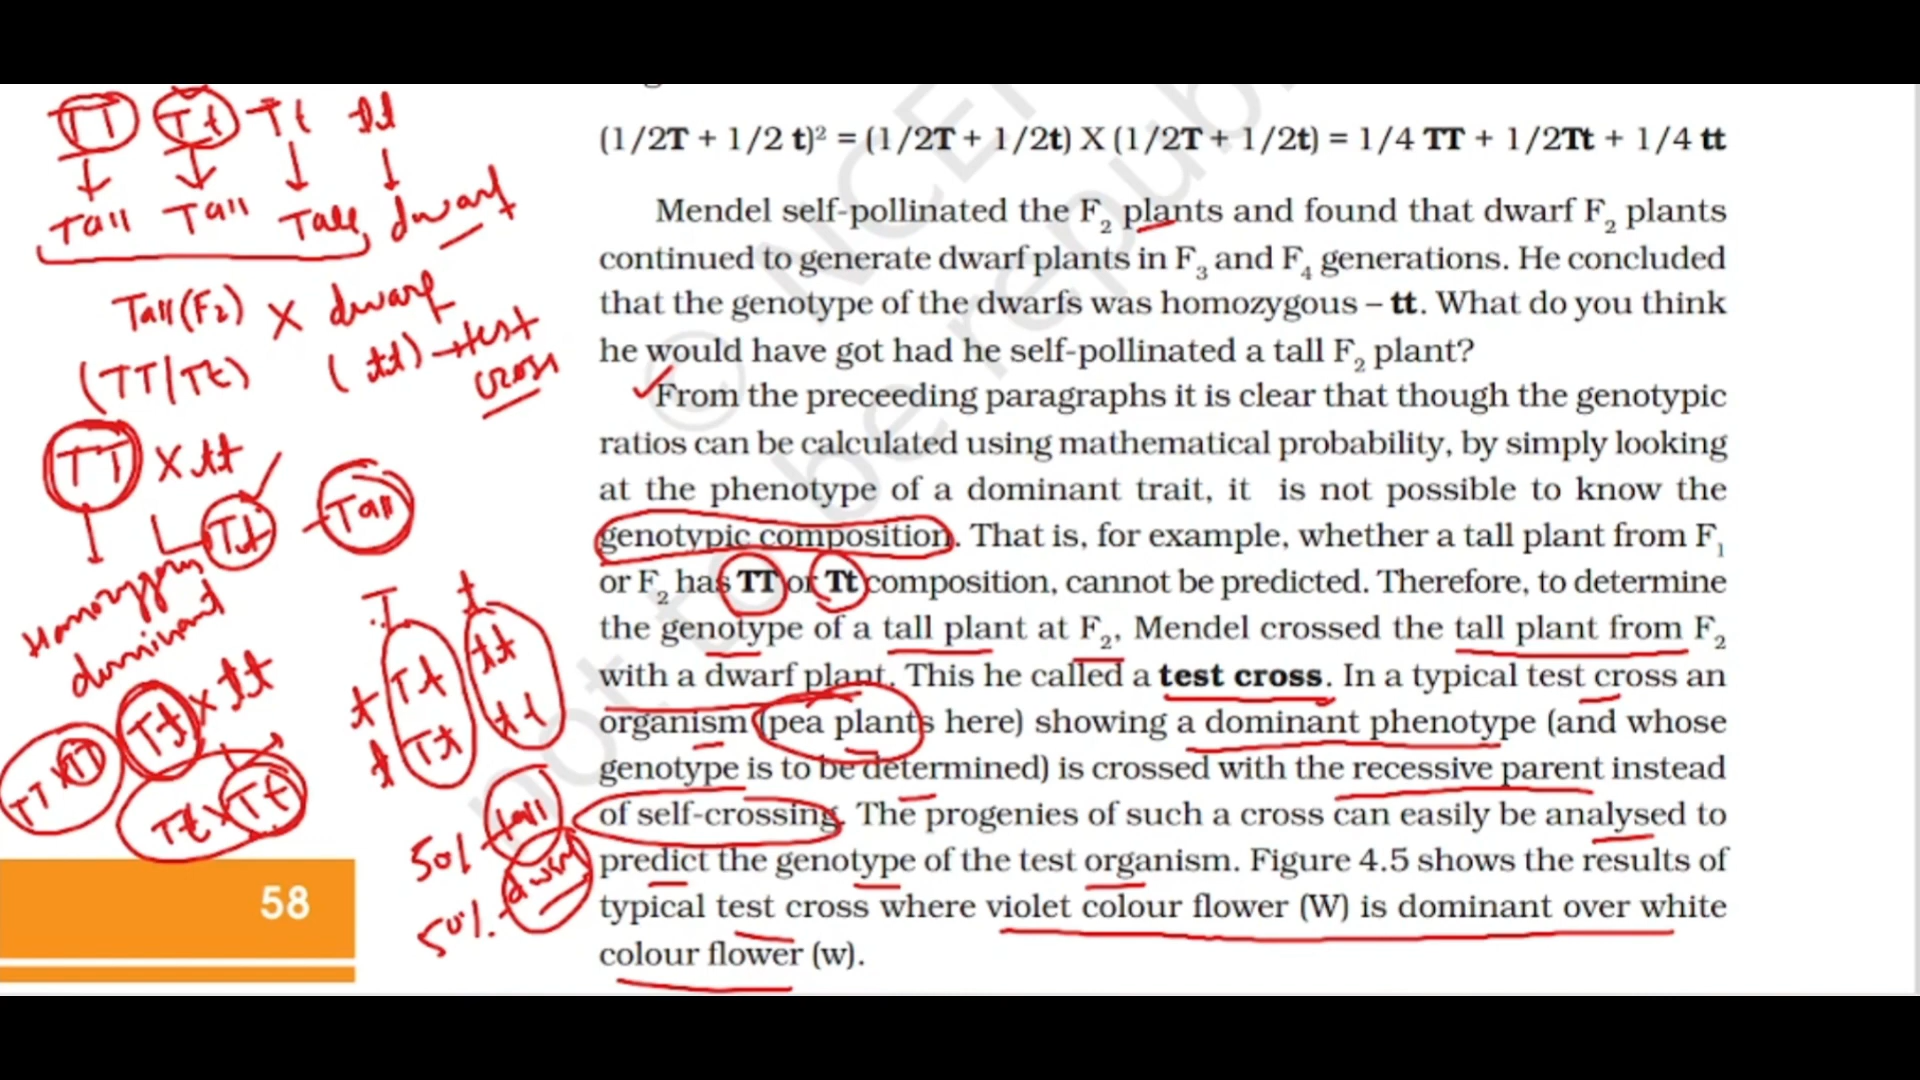 (1/2T + 1/2 t)² = (1/2T + 1/2t) X (1/2T + 1/2t) = 1/4 TT + 1/2Tt + 1/4 tt
Mendel self-pollinated the F₂ plants and found that dwarf F₂ plants
continued to generate dwarf plants in F₃ and F₄ generations. He concluded
that the genotype of the dwarfs was homozygous – tt. What do you think
he would have got had he self-pollinated a tall F₂ plant?
From the preceeding paragraphs it is clear that though the genotypic
ratios can be calculated using mathematical probability, by simply looking
at the phenotype of a dominant trait, it is not possible to know the
genotypic composition. That is, for example, whether a tall plant from F₁
or F₂ has TT or Tt composition, cannot be predicted. Therefore, to determine
the genotype of a tall plant at F₂, Mendel crossed the tall plant from F₂
with a dwarf plant. This he called a test cross. In a typical test cross an
organism (pea plants here) showing a dominant phenotype (and whose
genotype is to be determined) is crossed with the recessive parent instead
of self-crossing. The progenies of such a cross can easily be analysed to
predict the genotype of the test organism. Figure 4.5 shows the results of
typical test cross where violet colour flower (W) is dominant over white
colour flower (w).
TT Tt Tt tt
Tall Tall Tall dwarf
Tall (F₂) X dwarf
(TT/Tt) (tt) → test
cross
TT X tt
Tt - Tall
Homozygous
dominant
Tt x tt
TT x TT
Tt x Tt
T t
t Tt tt
t Tt tt
50% tall
50%. dwarf
58
© NCERT
not to be republ